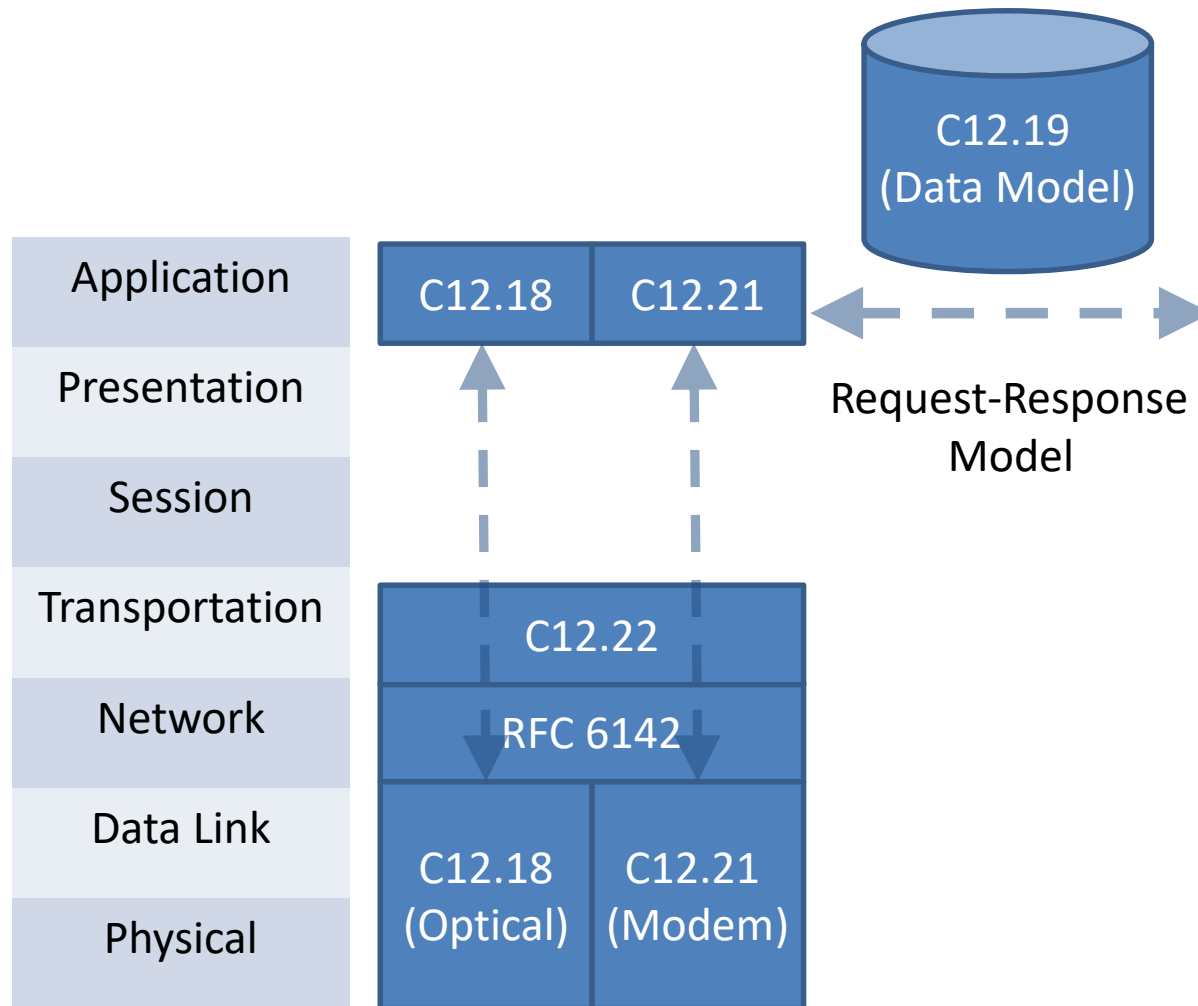 C12.19
(Data Model)
Application
C12.18
C12.21
Presentation
Request-Response
Model
Session
Transportation
C12.22
Network
RFC 6142
Data Link
C12.18
(Optical)
C12.21
(Modem)
Physical